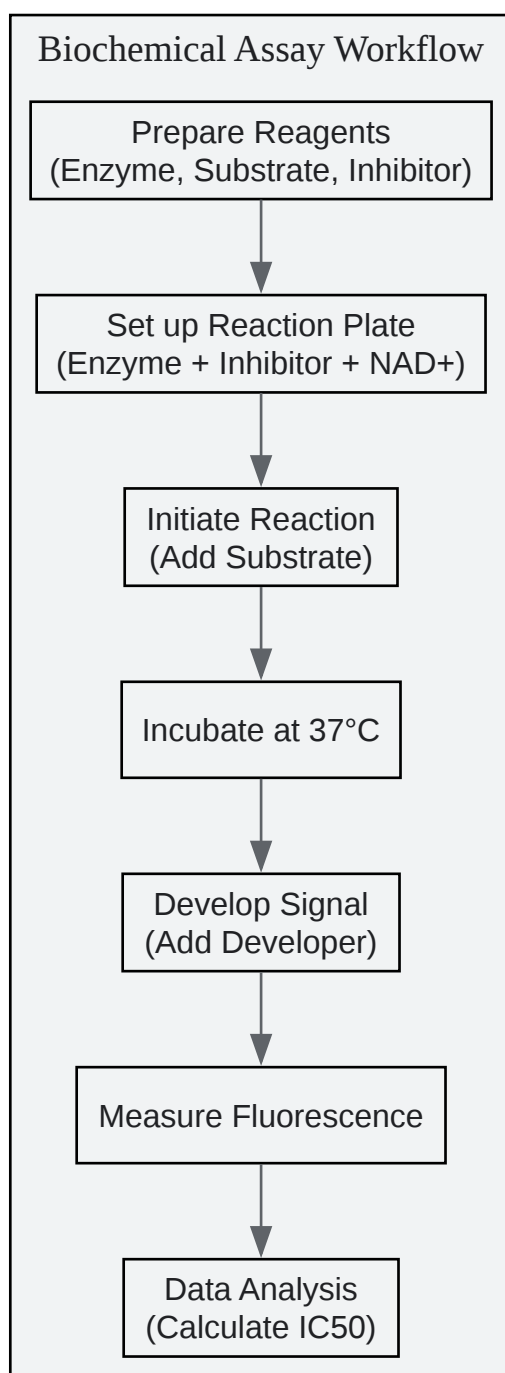 Biochemical Assay Workflow
Prepare Reagents
(Enzyme, Substrate, Inhibitor)
Set up Reaction Plate
(Enzyme + Inhibitor + NAD+)
Initiate Reaction
(Add Substrate)
Incubate at 37°C
Develop Signal
(Add Developer)
Measure Fluorescence
Data Analysis
(Calculate IC50)